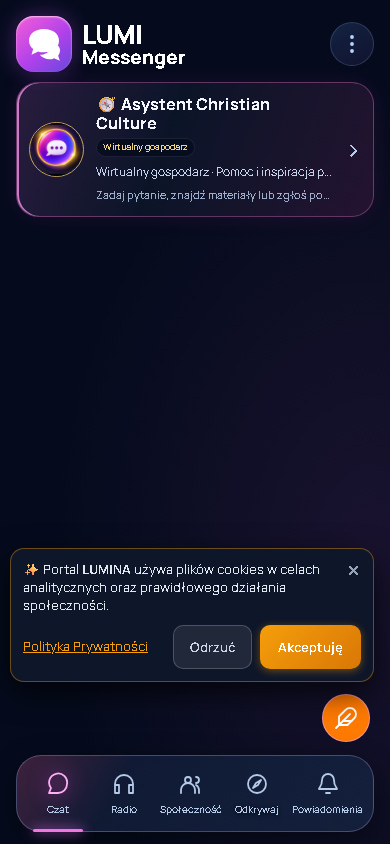 LUMI
Messenger
🧭 Asystent Christian
Culture
Wirtualny gospodarz
Wirtualny gospodarz · Pomoc i inspiracja p...
Zadaj pytanie, znajdź materiały lub zgłoś po...
✨ Portal LUMINA używa plików cookies w celach
analitycznych oraz prawidłowego działania
społeczności.
Polityka Prywatności
Odrzuć
Akceptuję
Czat
Radio
Społeczność
Odkrywaj
Powiadomienia